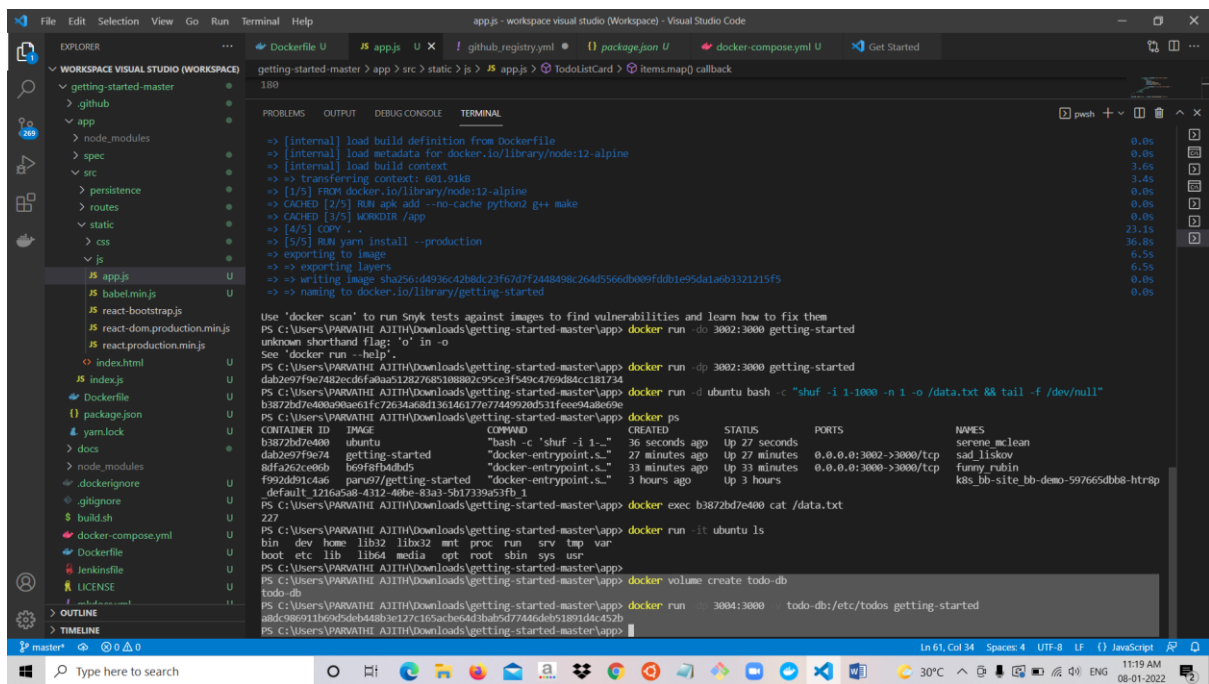 File Edit Selection View Go Run Terminal Help
app.js - workspace visual studio (Workspace) - Visual Studio Code
EXPLORER
WORKSPACE VISUAL STUDIO (WORKSPACE)
getting-started-master
.github
app
node_modules
spec
src
persistence
routes
static
css
js
JS app.js U
JS babel.min.js U
JS react-bootstrap.js
JS react-dom.production.min.js
JS react.production.min.js
index.html U
JS index.js U
Dockerfile U
{} package.json U
yarn.lock U
docs
node_modules
.dockerignore U
.gitignore U
$ build.sh U
docker-compose.yml U
Dockerfile U
Jenkinsfile U
LICENSE U
OUTLINE
TIMELINE
1
269
Dockerfile U JS app.js U ! github_registry.yml {} package.json U docker-compose.yml U Get Started
getting-started-master > app > src > static > js > JS app.js > TodoListCard > items.map() callback
180
PROBLEMS OUTPUT DEBUG CONSOLE TERMINAL pwsh
=> [internal] load build definition from Dockerfile 0.0s
=> [internal] load metadata for docker.io/library/node:12-alpine 0.0s
=> [internal] load build context 3.6s
=> => transferring context: 601.91kB 3.4s
=> [1/5] FROM docker.io/library/node:12-alpine 0.0s
=> CACHED [2/5] RUN apk add --no-cache python2 g++ make 0.0s
=> CACHED [3/5] WORKDIR /app 0.0s
=> [4/5] COPY . . 23.1s
=> [5/5] RUN yarn install --production 36.8s
=> exporting to image 6.5s
=> => exporting layers 6.5s
=> => writing image sha256:d4936c42b8dc23f67d7f2448498c264d5566db009fddb1e95da1a6b3321215f5 0.0s
=> => naming to docker.io/library/getting-started 0.0s
Use 'docker scan' to run Snyk tests against images to find vulnerabilities and learn how to fix them
PS C:\Users\PARVATHI AJITH\Downloads\getting-started-master\app> docker run -do 3002:3000 getting-started
unknown shorthand flag: 'o' in -o
See 'docker run --help'.
PS C:\Users\PARVATHI AJITH\Downloads\getting-started-master\app> docker run -dp 3002:3000 getting-started
dab2e97f9e7482ecd6fa0aa512827685108802c95ce3f549c4769d84cc181734
PS C:\Users\PARVATHI AJITH\Downloads\getting-started-master\app> docker run -d ubuntu bash -c "shuf -i 1-1000 -n 1 -o /data.txt && tail -f /dev/null"
b3872bd7e400a90ae61fc72634a68d136146177e77449920d531feee94a8e69e
PS C:\Users\PARVATHI AJITH\Downloads\getting-started-master\app> docker ps
CONTAINER ID IMAGE COMMAND CREATED STATUS PORTS NAMES
b3872bd7e400 ubuntu "bash -c 'shuf -i 1-…" 36 seconds ago Up 27 seconds serene_mclean
dab2e97f9e74 getting-started "docker-entrypoint.s…" 27 minutes ago Up 27 minutes 0.0.0.0:3002->3000/tcp sad_liskov
8dfa262ce06b b69f8fb4dbd5 "docker-entrypoint.s…" 33 minutes ago Up 33 minutes 0.0.0.0:3000->3000/tcp funny_rubin
f992dd91c4a6 paru97/getting-started "docker-entrypoint.s…" 3 hours ago Up 3 hours k8s_bb-site_bb-demo-597665dbb8-htr8p
_default_1216a5a8-4312-40be-83a3-5b17339a53fb_1
PS C:\Users\PARVATHI AJITH\Downloads\getting-started-master\app> docker exec b3872bd7e400 cat /data.txt
227
PS C:\Users\PARVATHI AJITH\Downloads\getting-started-master\app> docker run -it ubuntu ls
bin dev home lib32 libx32 mnt proc run srv tmp var
boot etc lib lib64 media opt root sbin sys usr
PS C:\Users\PARVATHI AJITH\Downloads\getting-started-master\app>
PS C:\Users\PARVATHI AJITH\Downloads\getting-started-master\app> docker volume create todo-db
todo-db
PS C:\Users\PARVATHI AJITH\Downloads\getting-started-master\app> docker run 3004:3000 todo-db:/etc/todos getting-started
a8dc986911b69d5deb448b3e127c165acbe64d3bab5d77446deb51891d4c452b
PS C:\Users\PARVATHI AJITH\Downloads\getting-started-master\app>
master* 0 0 Ln 61, Col 34 Spaces: 4 UTF-8 LF {} JavaScript
Type here to search
30°C ENG 11:19 AM
08-01-2022
2